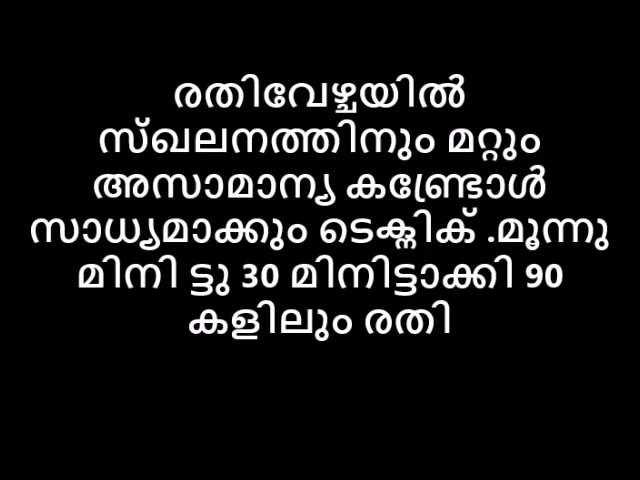 രതിവേഴ്ചയിൽ
സ്ഖലനത്തിനും മറ്റും
അസാമാന്യ കണ്ട്രോൾ
സാധ്യമാക്കും ടെക്നിക് .മൂന്നു
മിനി ട്ടു 30 മിനിട്ടാക്കി 90
കളിലും രതി